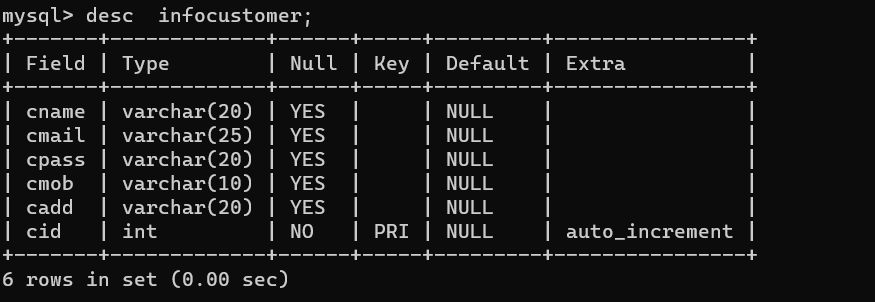 mysql> desc  infocustomer;
+-------+-------------+------+-----+---------+----------------+
| Field | Type        | Null | Key | Default | Extra          |
+-------+-------------+------+-----+---------+----------------+
| cname | varchar(20) | YES  |     | NULL    |                |
| cmail | varchar(25) | YES  |     | NULL    |                |
| cpass | varchar(20) | YES  |     | NULL    |                |
| cmob  | varchar(10) | YES  |     | NULL    |                |
| cadd  | varchar(20) | YES  |     | NULL    |                |
| cid   | int         | NO   | PRI | NULL    | auto_increment |
+-------+-------------+------+-----+---------+----------------+
6 rows in set (0.00 sec)